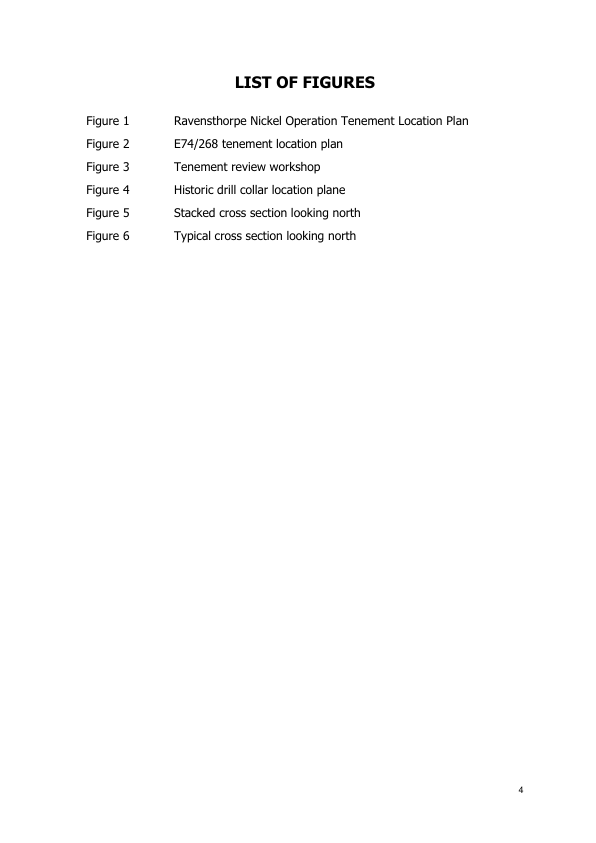 LIST OF FIGURES
Figure 1 Ravensthorpe Nickel Operation Tenement Location Plan
Figure 2 E74/268 tenement location plan
Figure 3 Tenement review workshop
Figure 4 Historic drill collar location plane
Figure 5 Stacked cross section looking north
Figure 6 Typical cross section looking north
4